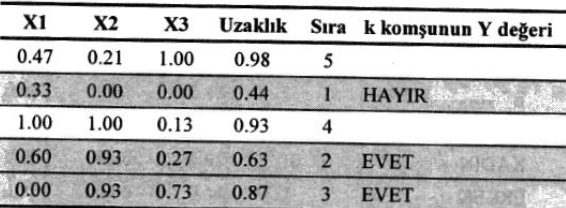 X1 X2 X3 Uzaklık Sıra k komşunun Y değeri
0.47 0.21 1.00 0.98 5
0.33 0.00 0.00 0.44 1 HAYIR
1.00 1.00 0.13 0.93 4
0.60 0.93 0.27 0.63 2 EVET
0.00 0.93 0.73 0.87 3 EVET